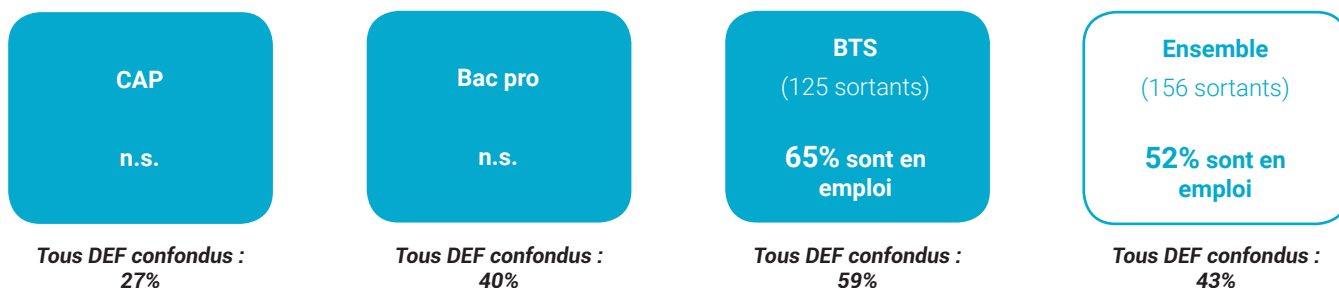 CAP
n.s.
Tous DEF confondus :
27%
Bac pro
n.s.
Tous DEF confondus :
40%
BTS
(125 sortants)
65% sont en
emploi
Tous DEF confondus :
59%
Ensemble
(156 sortants)
52% sont en
emploi
Tous DEF confondus :
43%